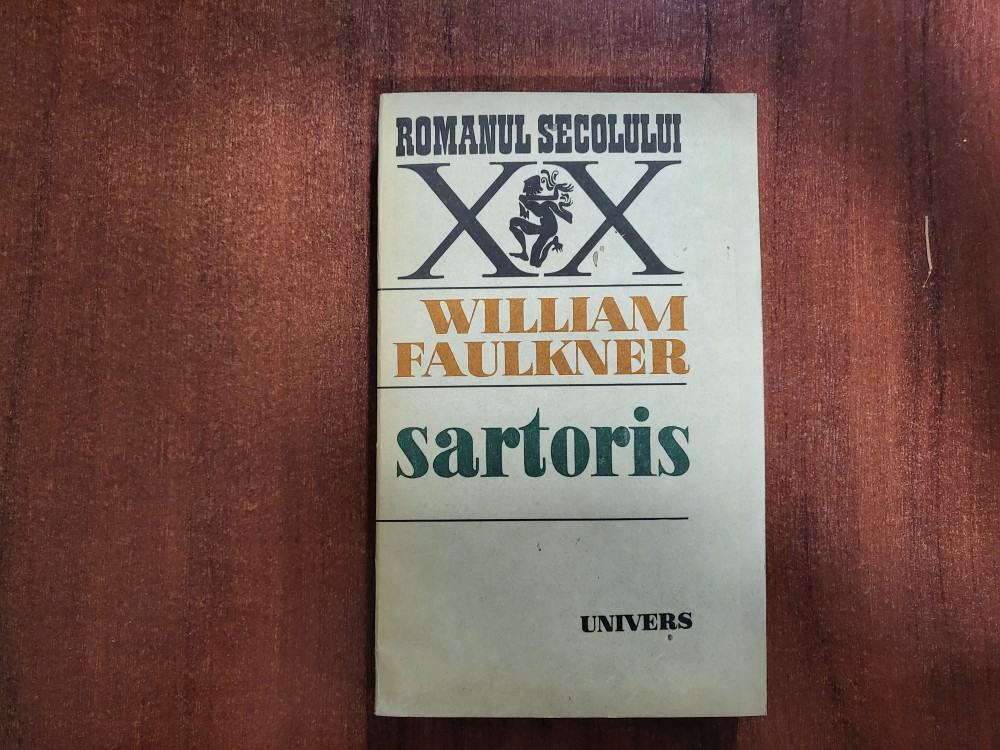 ROMANUL SECOLULUI
XX
WILLIAM
FAULKNER
sartoris
UNIVERS